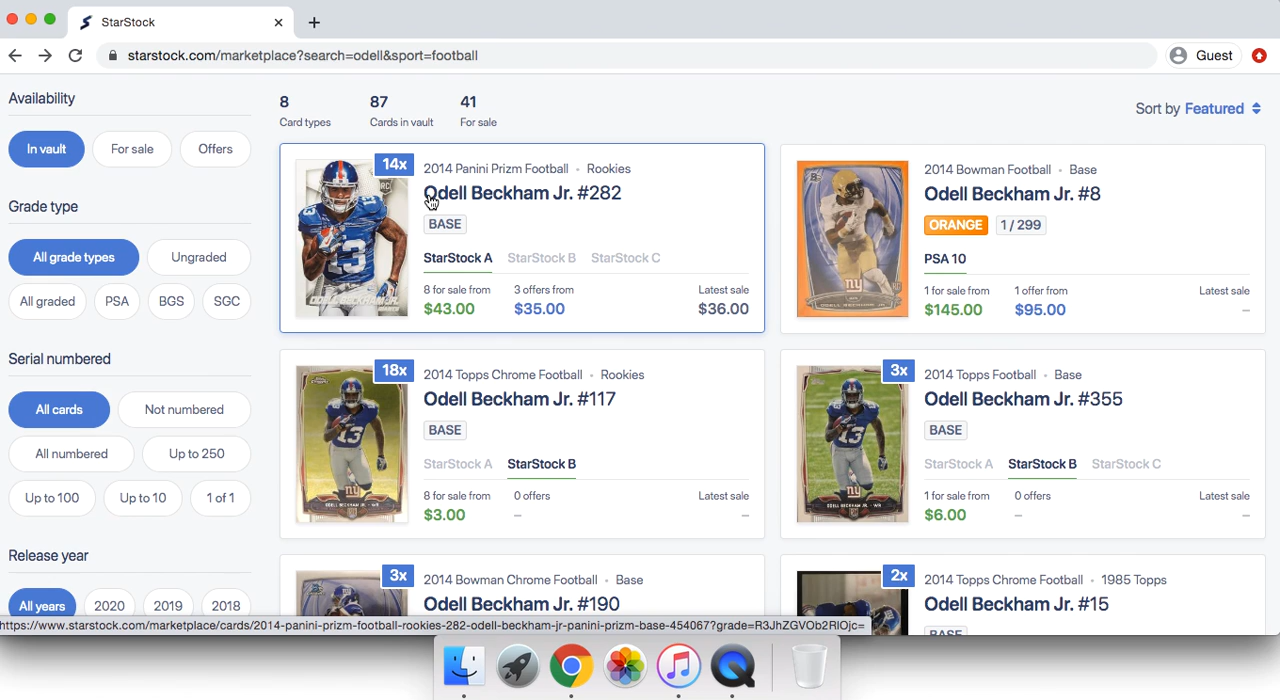 StarStock
starstock.com/marketplace?search=odell&sport=football
Guest
Availability
In vault
For sale
Offers
Grade type
All grade types
Ungraded
All graded
PSA
BGS
SGC
Serial numbered
All cards
Not numbered
All numbered
Up to 250
Up to 100
Up to 10
1 of 1
Release year
All years
2020
2019
2018
8
Card types
87
Cards in vault
41
For sale
Sort by Featured
14x
2014 Panini Prizm Football • Rookies
Odell Beckham Jr. #282
BASE
StarStock A StarStock B StarStock C
8 for sale from 3 offers from Latest sale
$43.00 $35.00 $36.00
2014 Bowman Football • Base
Odell Beckham Jr. #8
ORANGE 1 / 299
PSA 10
1 for sale from 1 offer from Latest sale
$145.00 $95.00 –
18x
2014 Topps Chrome Football • Rookies
Odell Beckham Jr. #117
BASE
StarStock A StarStock B
8 for sale from 0 offers Latest sale
$3.00 – –
3x
2014 Topps Football • Base
Odell Beckham Jr. #355
BASE
StarStock A StarStock B StarStock C
1 for sale from 0 offers Latest sale
$6.00 – –
3x
2014 Bowman Chrome Football • Base
Odell Beckham Jr. #190
2x
2014 Topps Chrome Football • 1985 Topps
Odell Beckham Jr. #15
BASE
https://www.starstock.com/marketplace/cards/2014-panini-prizm-football-rookies-282-odell-beckham-jr-panini-prizm-base-454067?grade=R3JhZGVOb2RlOjc=